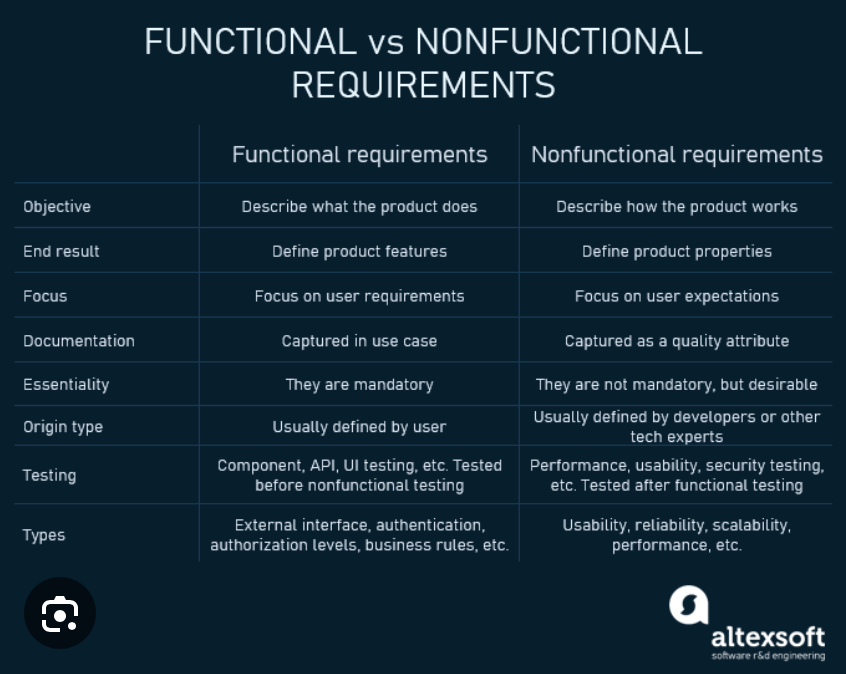 FUNCTIONAL vs NONFUNCTIONAL
REQUIREMENTS
Functional requirements
Nonfunctional requirements
Objective
Describe what the product does
Describe how the product works
End result
Define product features
Define product properties
Focus
Focus on user requirements
Focus on user expectations
Documentation
Captured in use case
Captured as a quality attribute
Essentiality
They are mandatory
They are not mandatory, but desirable
Origin type
Usually defined by user
Usually defined by developers or other
tech experts
Testing
Component, API, UI testing, etc. Tested
before nonfunctional testing
Performance, usability, security testing,
etc. Tested after functional testing
Types
External interface, authentication,
authorization levels, business rules, etc.
Usability, reliability, scalability,
performance, etc.
altexsoft
software r&d engineering